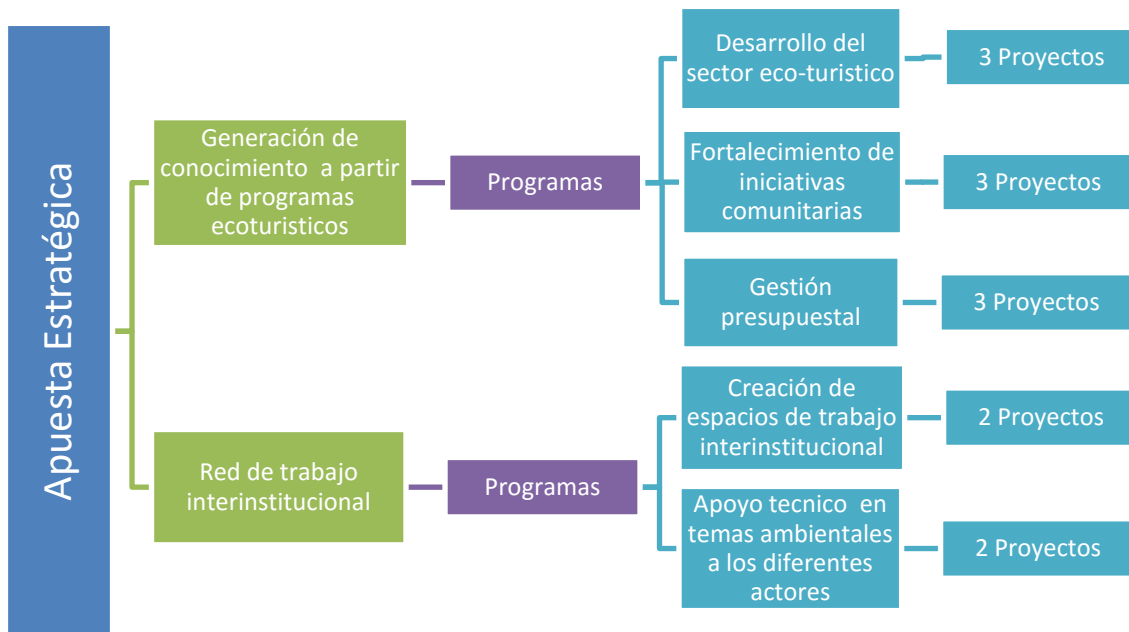 Apuesta Estratégica
Generación de
conocimiento a partir
de programas
ecoturisticos
Programas
Desarrollo del
sector eco-turistico
3 Proyectos
Fortalecimiento de
iniciativas
comunitarias
3 Proyectos
Gestión
presupuestal
3 Proyectos
Red de trabajo
interinstitucional
Programas
Creación de
espacios de trabajo
interinstitucional
2 Proyectos
Apoyo tecnico en
temas ambientales
a los diferentes
actores
2 Proyectos